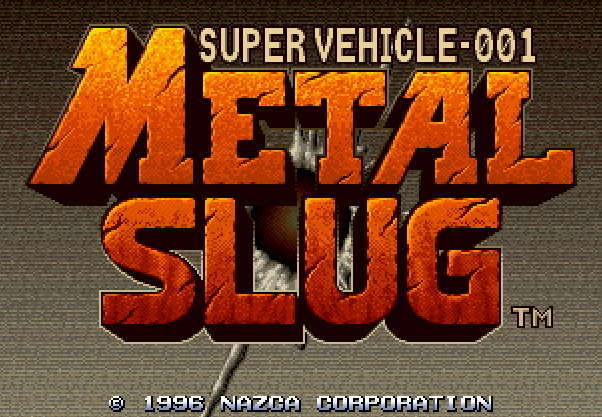 SUPER VEHICLE-001
METAL
SLUG
TM
© 1996 NAZCA CORPORATION